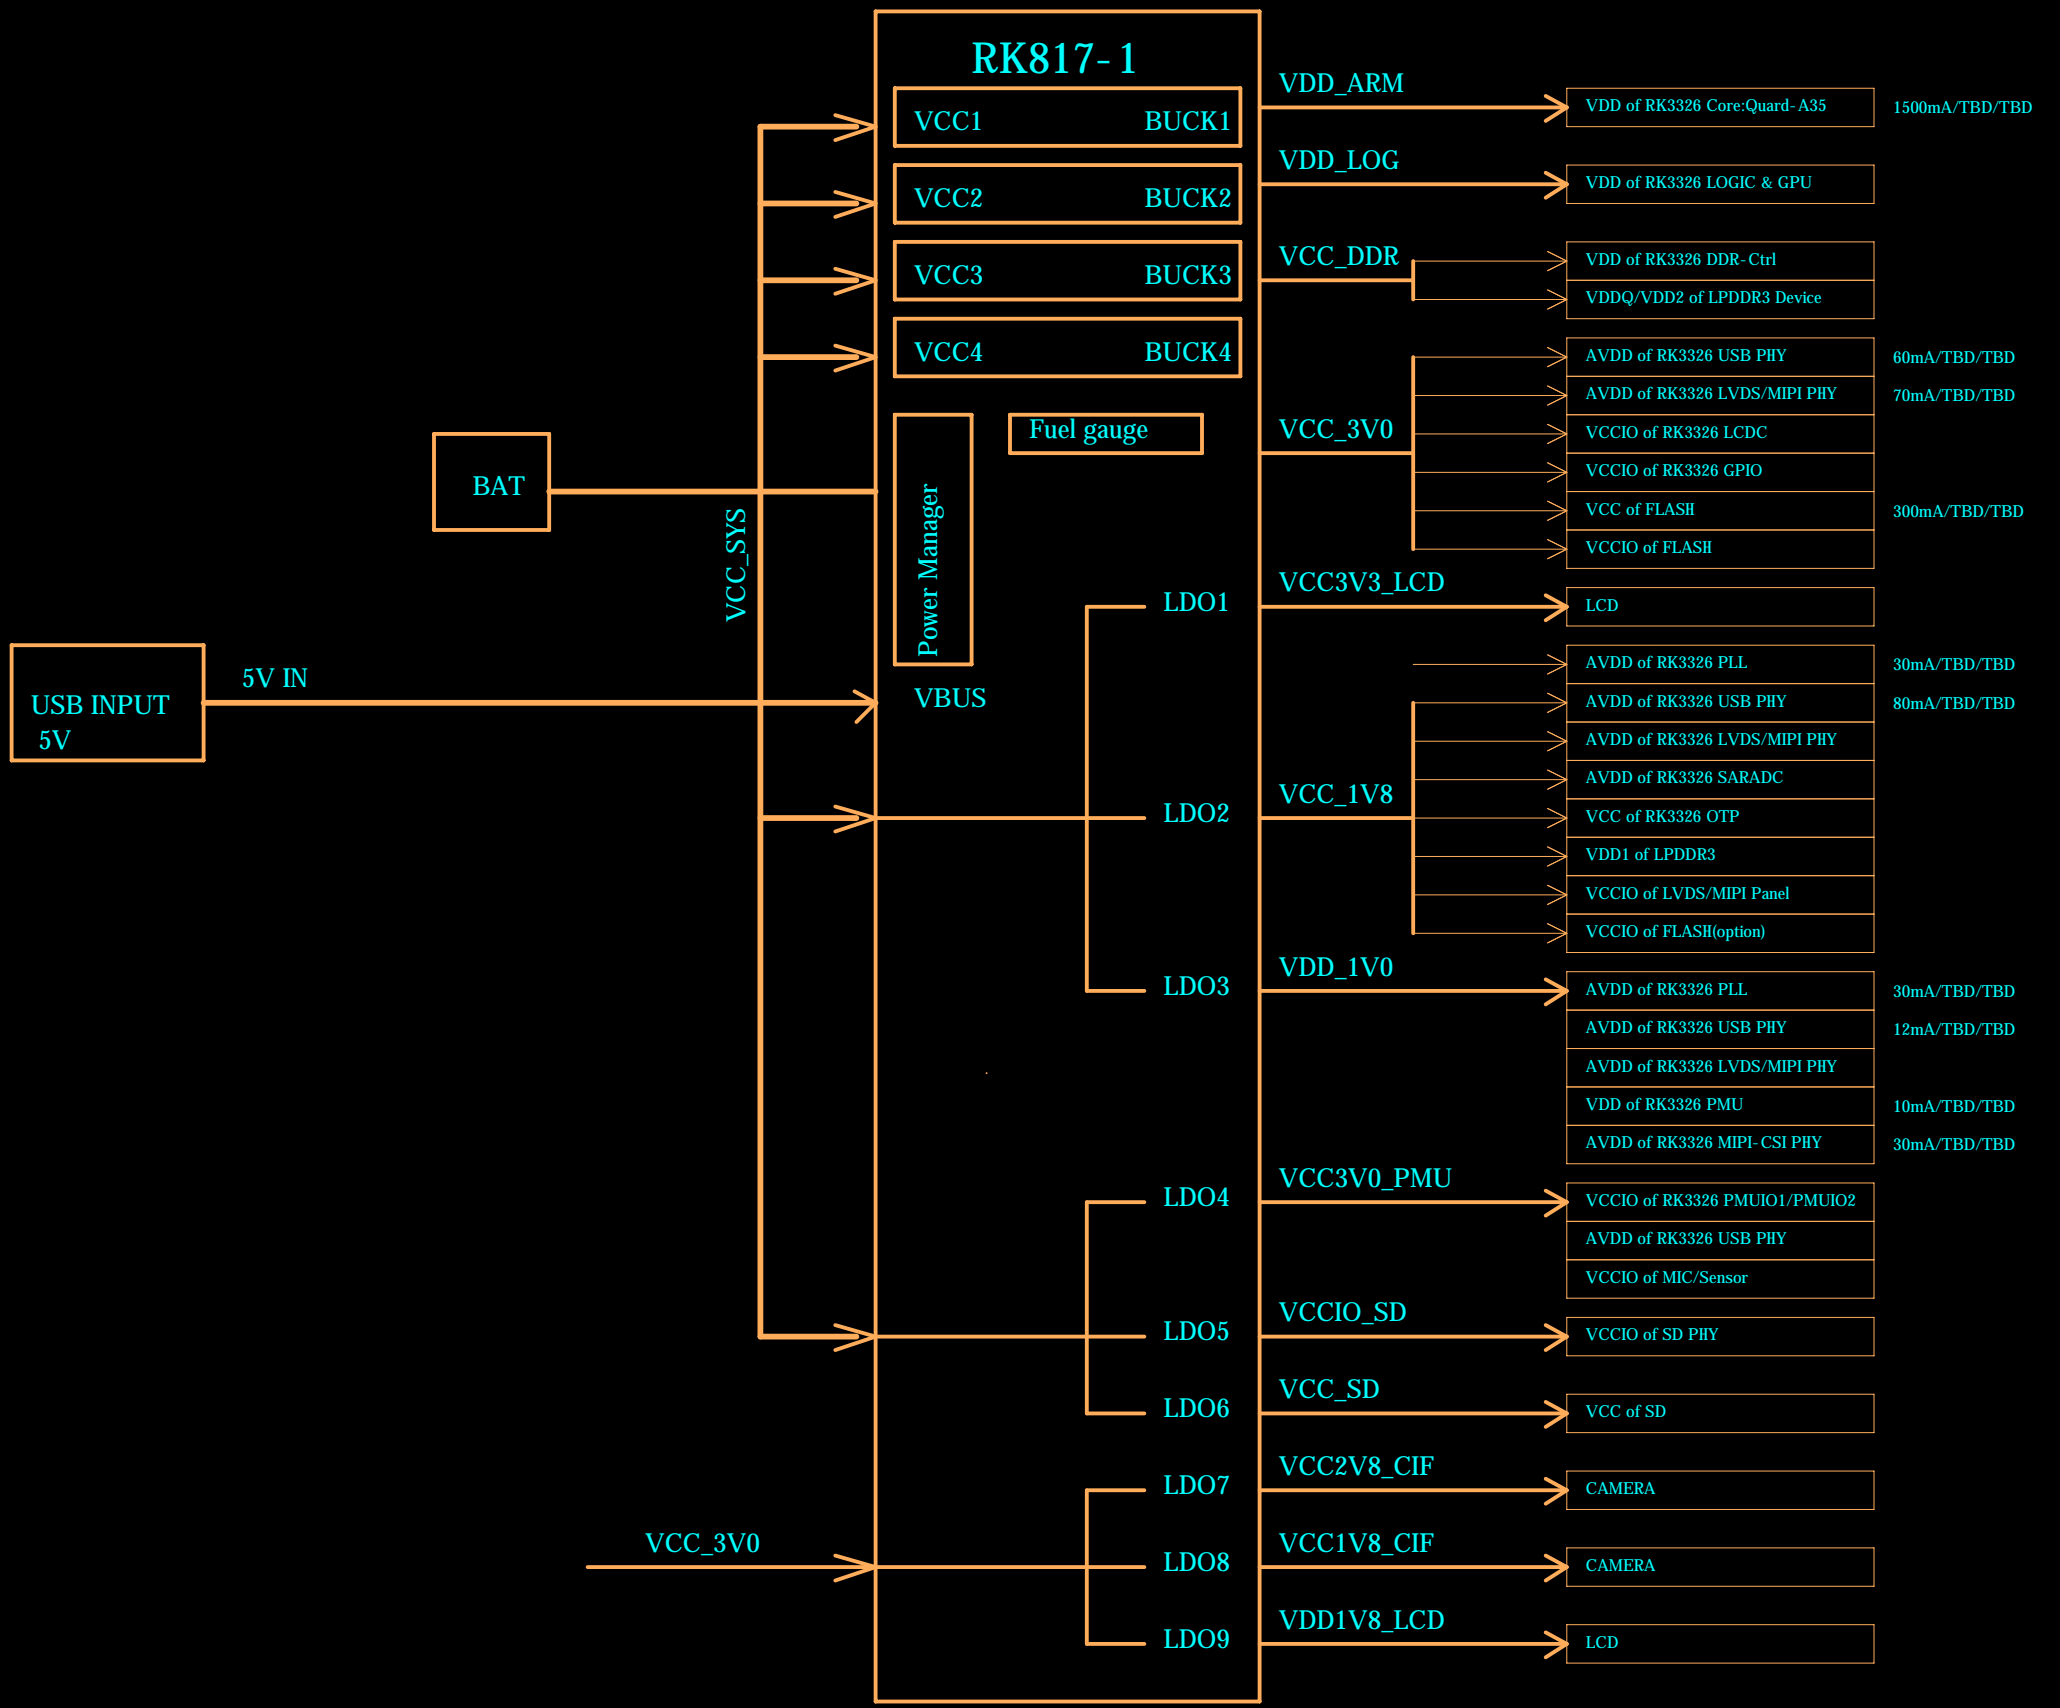 RK817-1
VCC1 BUCK1
VCC2 BUCK2
VCC3 BUCK3
VCC4 BUCK4
Fuel gauge
Power Manager
BAT
VCC_SYS
USB INPUT
5V
5V IN
VBUS
LDO1
LDO2
LDO3
LDO4
LDO5
LDO6
VCC_3V0
LDO7
LDO8
LDO9
VDD_ARM
VDD of RK3326 Core:Quard-A35 1500mA/TBD/TBD
VDD_LOG
VDD of RK3326 LOGIC & GPU
VCC_DDR
VDD of RK3326 DDR-Ctrl
VDDQ/VDD2 of LPDDR3 Device
VCC_3V0
AVDD of RK3326 USB PHY 60mA/TBD/TBD
AVDD of RK3326 LVDS/MIPI PHY 70mA/TBD/TBD
VCCIO of RK3326 LCDC
VCCIO of RK3326 GPIO
VCC of FLASH 300mA/TBD/TBD
VCCIO of FLASH
VCC3V3_LCD
LCD
VCC_1V8
AVDD of RK3326 PLL 30mA/TBD/TBD
AVDD of RK3326 USB PHY 80mA/TBD/TBD
AVDD of RK3326 LVDS/MIPI PHY
AVDD of RK3326 SARADC
VCC of RK3326 OTP
VDD1 of LPDDR3
VCCIO of LVDS/MIPI Panel
VCCIO of FLASH(option)
VDD_1V0
AVDD of RK3326 PLL 30mA/TBD/TBD
AVDD of RK3326 USB PHY 12mA/TBD/TBD
AVDD of RK3326 LVDS/MIPI PHY
VDD of RK3326 PMU 10mA/TBD/TBD
AVDD of RK3326 MIPI-CSI PHY 30mA/TBD/TBD
VCC3V0_PMU
VCCIO of RK3326 PMUIO1/PMUIO2
AVDD of RK3326 USB PHY
VCCIO of MIC/Sensor
VCCIO_SD
VCCIO of SD PHY
VCC_SD
VCC of SD
VCC2V8_CIF
CAMERA
VCC1V8_CIF
CAMERA
VDD1V8_LCD
LCD